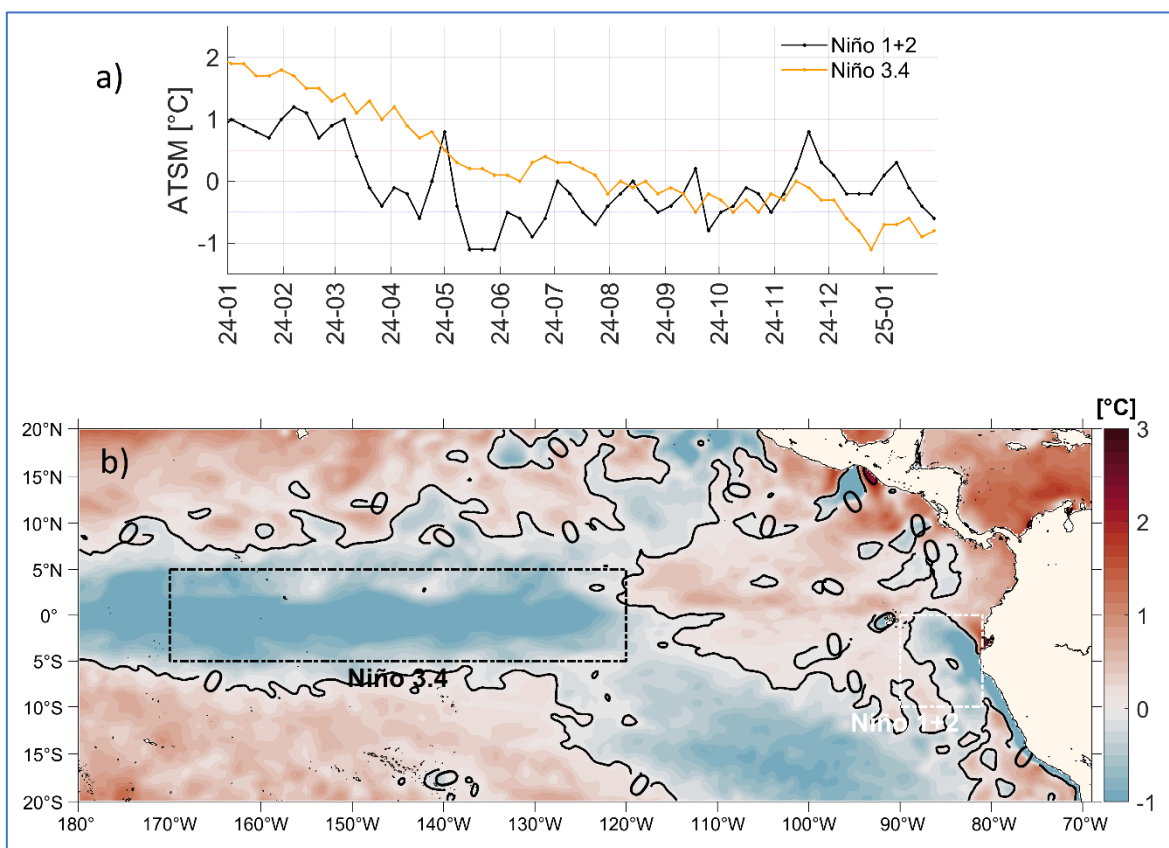 a)
Niño 1+2
Niño 3.4
ATSM [°C]
2
1
0
-1
24-01
24-02
24-03
24-04
24-05
24-06
24-07
24-08
24-09
24-10
24-11
24-12
25-01
b)
[°C]
20°N
15°N
10°N
5°N
0°
5°S
10°S
15°S
20°S
Niño 3.4
Niño 1+2
3
2
1
0
-1
180°
170°W
160°W
150°W
140°W
130°W
120°W
110°W
100°W
90°W
80°W
70°W